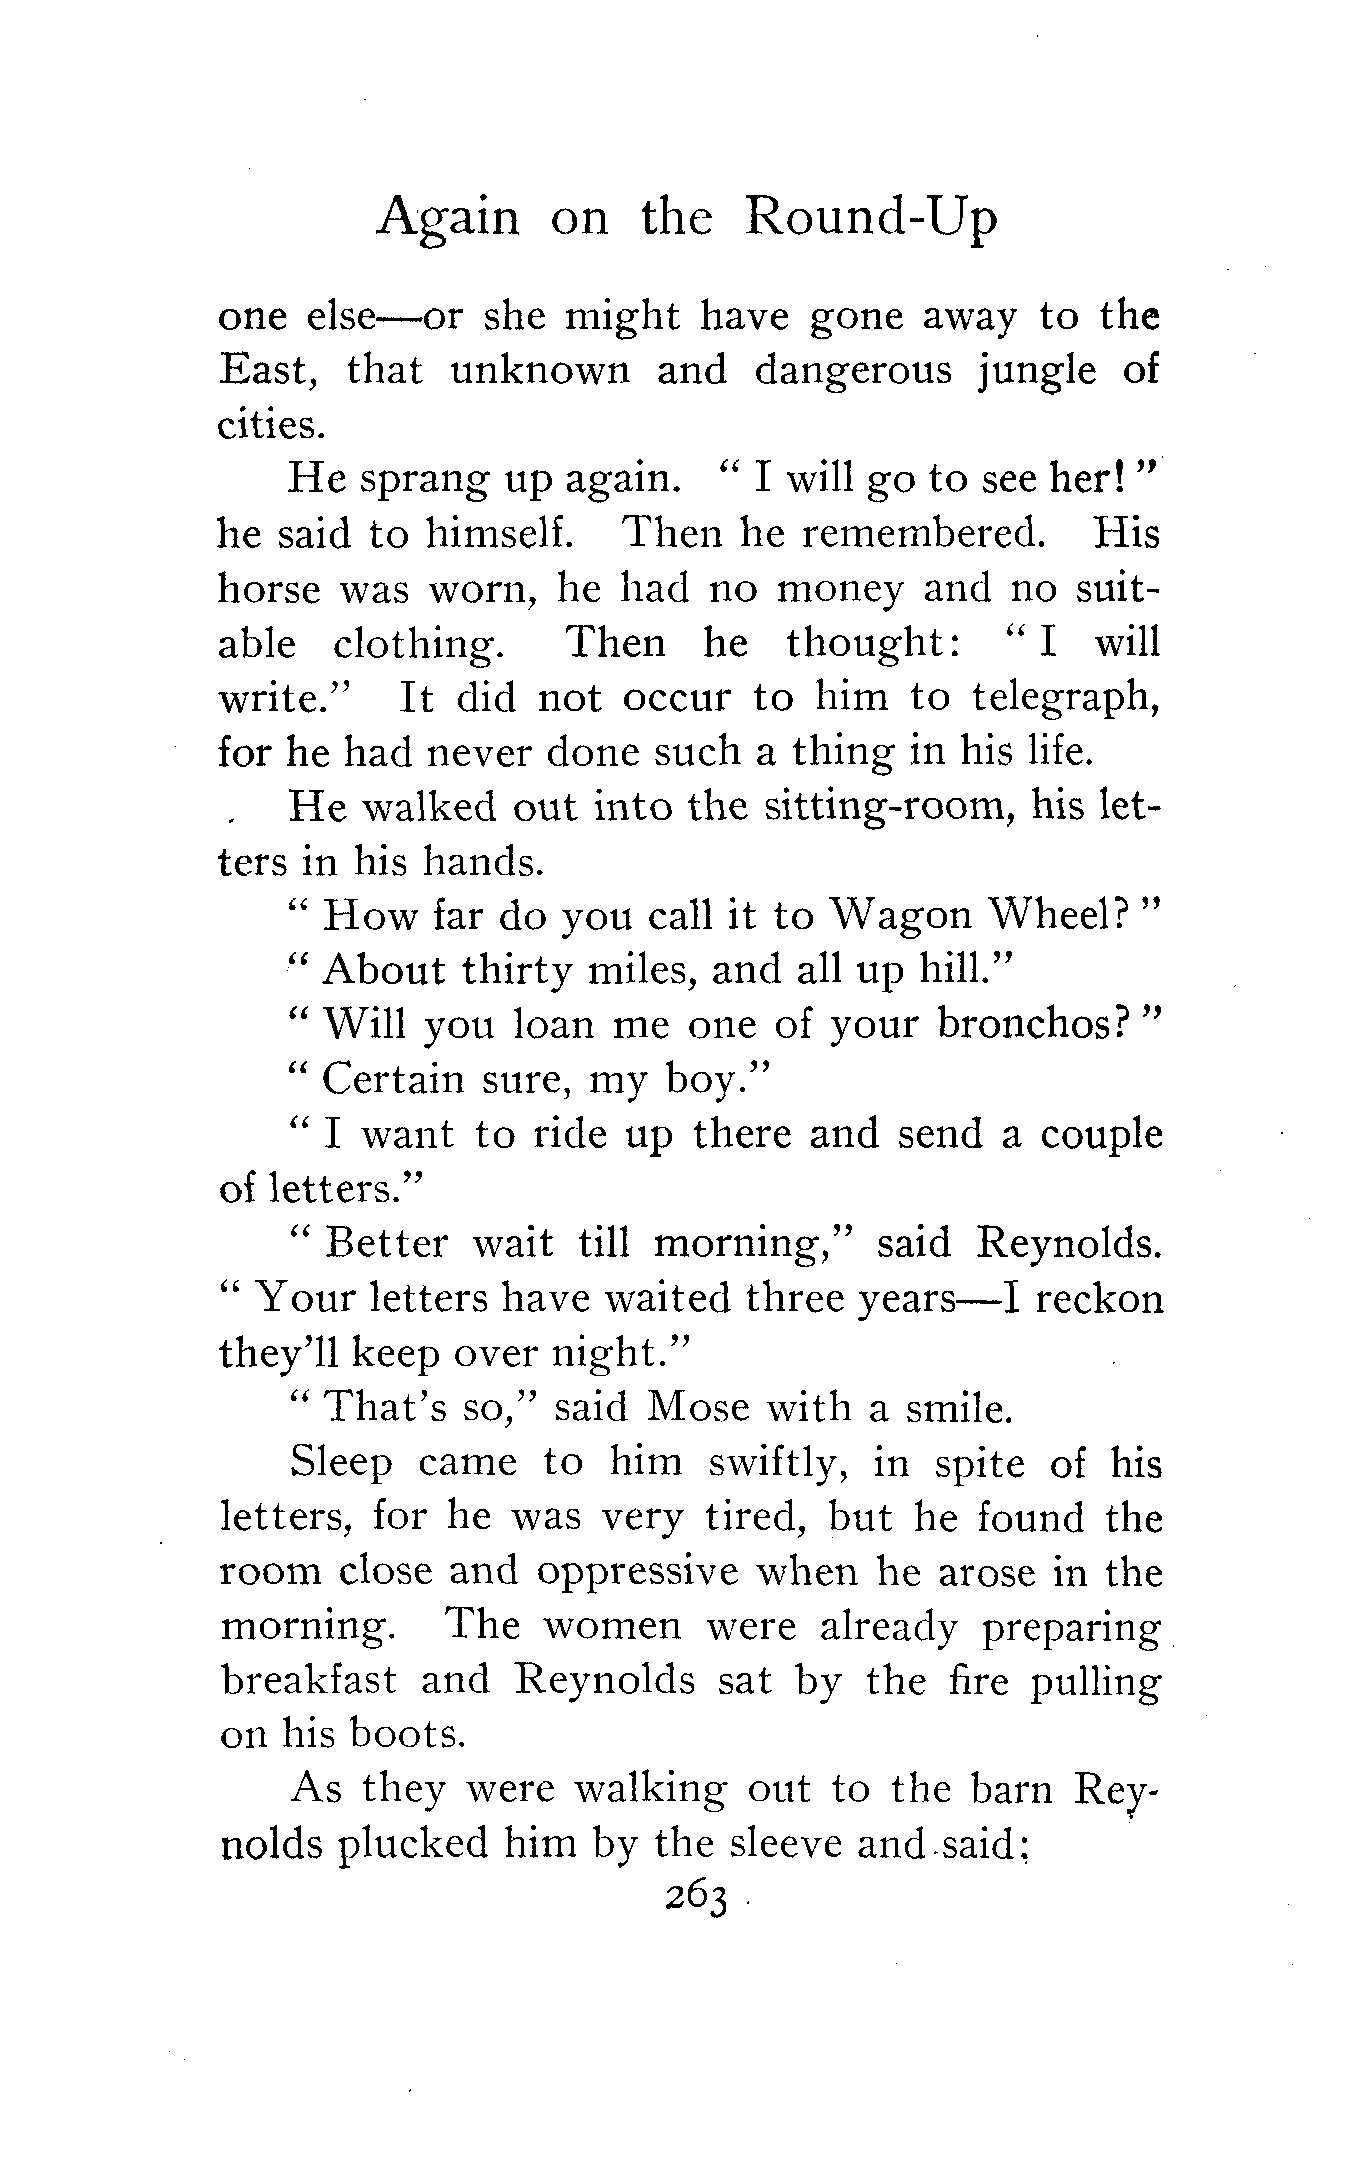 Again on the Round-Up
one else—or she might have gone away to the
East, that unknown and dangerous jungle of
cities.
He sprang up again. " I will go to see her! "
he said to himself. Then he remembered. His
horse was worn, he had no money and no suit-
able clothing. Then he thought: " I will
write." It did not occur to him to telegraph,
for he had never done such a thing in his life.
He walked out into the sitting-room, his let-
ters in his hands.
" How far do you call it to Wagon Wheel? "
" About thirty miles, and all up hill."
" Will you loan me one of your bronchos? "
" Certain sure, my boy."
" I want to ride up there and send a couple
of letters."
" Better wait till morning," said Reynolds.
" Your letters have waited three years—I reckon
they'll keep over night."
" That's so," said Mose with a smile.
Sleep came to him swiftly, in spite of his
letters, for he was very tired, but he found the
room close and oppressive when he arose in the
morning. The women were already preparing
breakfast and Reynolds sat by the fire pulling
on his boots.
As they were walking out to the barn Rey-
nolds plucked him by the sleeve and said:
263